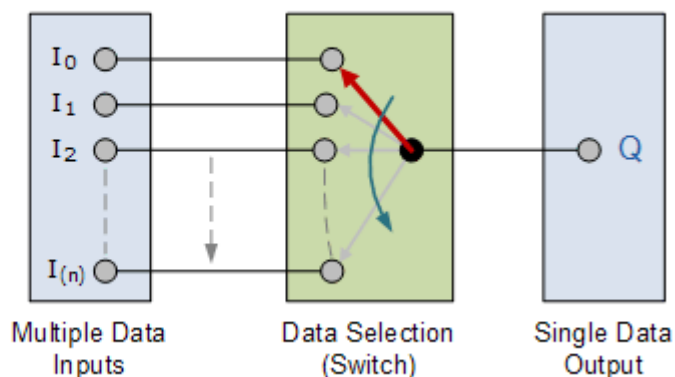 I0
I1
I2
Q
I(n)
Multiple Data
Inputs
Data Selection
(Switch)
Single Data
Output